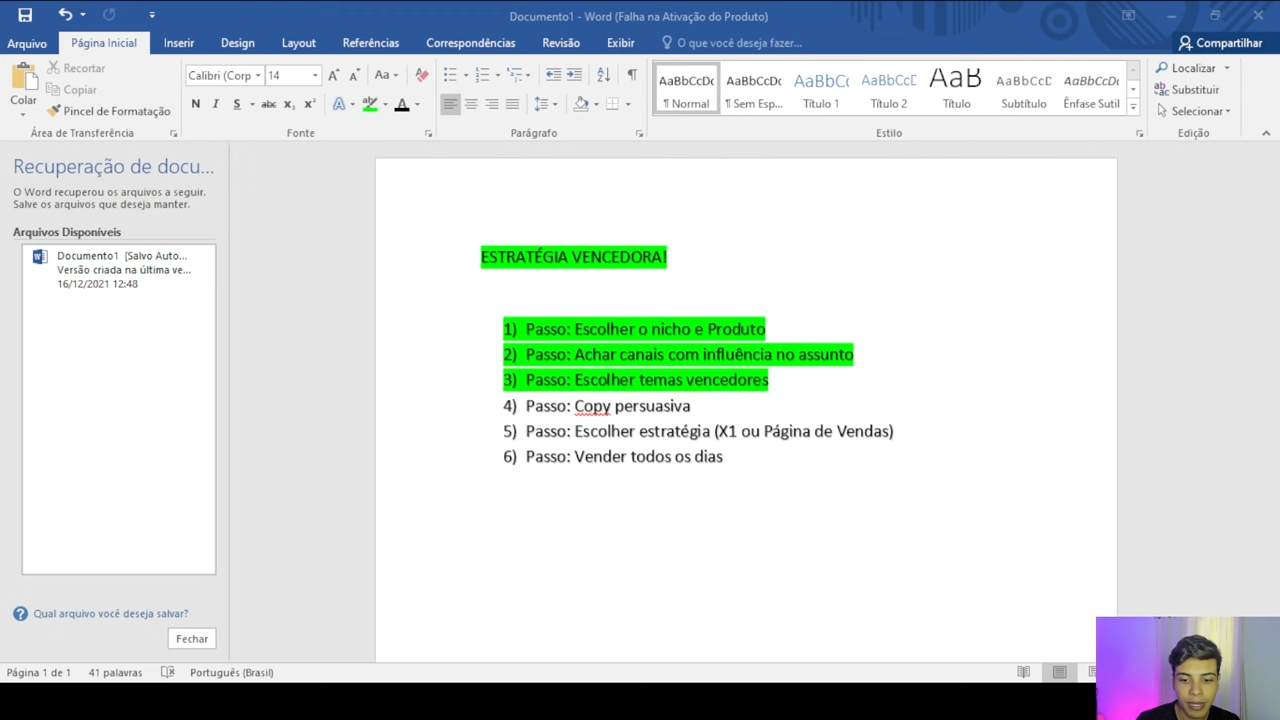 Documento1 - Word (Falha na Ativação do Produto)
Arquivo Página Inicial Inserir Design Layout Referências Correspondências Revisão Exibir O que você deseja fazer... Compartilhar
Colar
Recortar
Copiar
Pincel de Formatação
Área de Transferência
Calibri (Corp 14
N I S abc x₂ x²
Fonte
Parágrafo
AaBbCcDc AaBbCcDc AaBbCc AaBbCcD AaB AaBbCcD AaBbCcDc
¶ Normal ¶ Sem Esp... Título 1 Título 2 Título Subtítulo Ênfase Sutil
Estilo
Localizar
Substituir
Selecionar
Edição
Recuperação de docu...
O Word recuperou os arquivos a seguir.
Salve os arquivos que deseja manter.
Arquivos Disponíveis
Documento1 [Salvo Auto...
Versão criada na última ve...
16/12/2021 12:48
Qual arquivo você deseja salvar?
Fechar
ESTRATÉGIA VENCEDORA!
1) Passo: Escolher o nicho e Produto
2) Passo: Achar canais com influência no assunto
3) Passo: Escolher temas vencedores
4) Passo: Copy persuasiva
5) Passo: Escolher estratégia (X1 ou Página de Vendas)
6) Passo: Vender todos os dias
Página 1 de 1 41 palavras Português (Brasil)